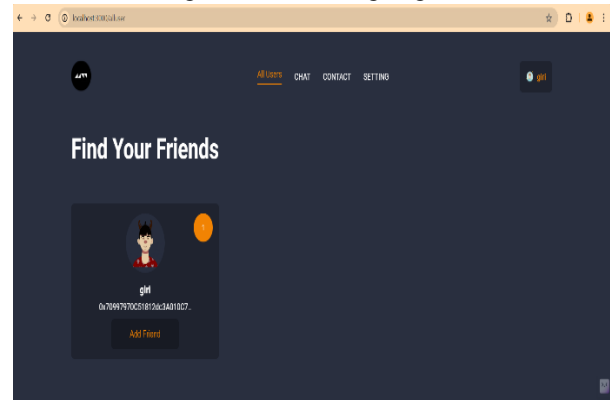 All Users CHAT CONTACT SETTING girl
Find Your Friends
1
girl
0x70997970C51812dc3A010C7..
Add Friend